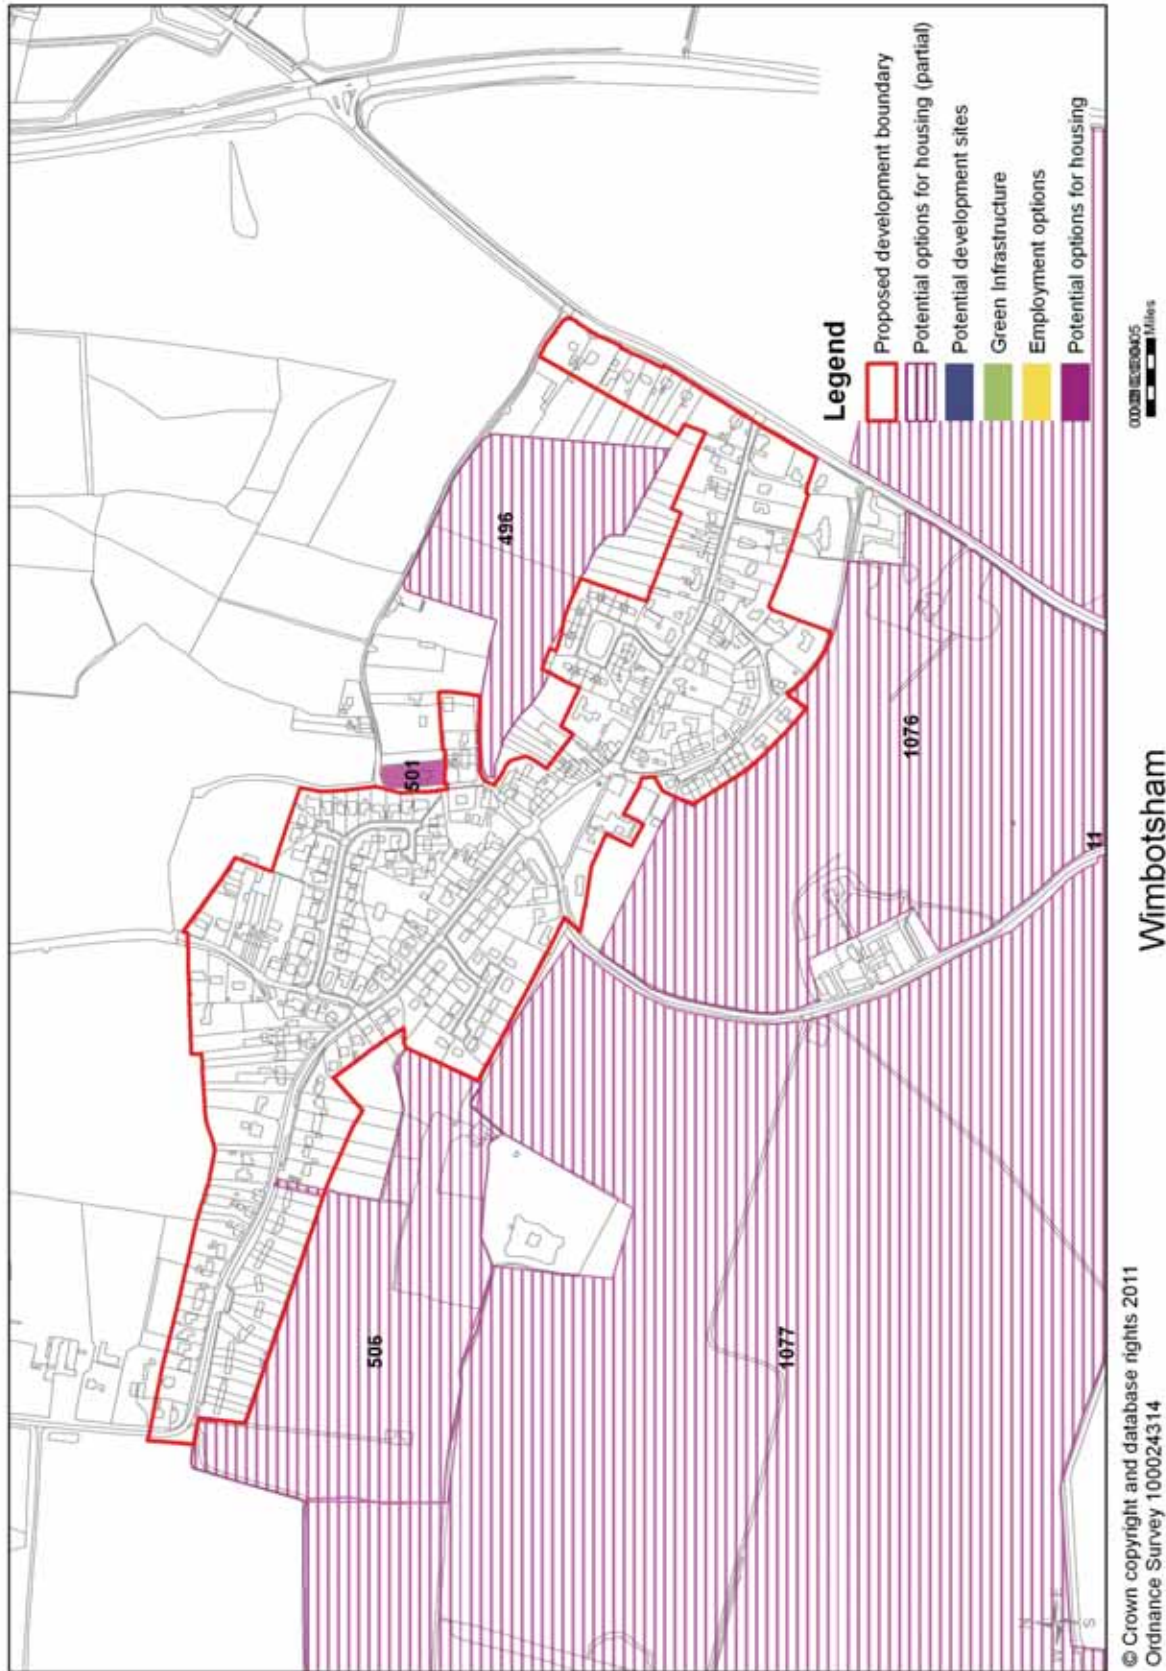 496
501
506
1076
1077
11
Legend
Proposed development boundary
Potential options for housing (partial)
Potential development sites
Green Infrastructure
Employment options
Potential options for housing
Miles
N
W
S
© Crown copyright and database rights 2011
Ordnance Survey 100024314
Wimbotsham